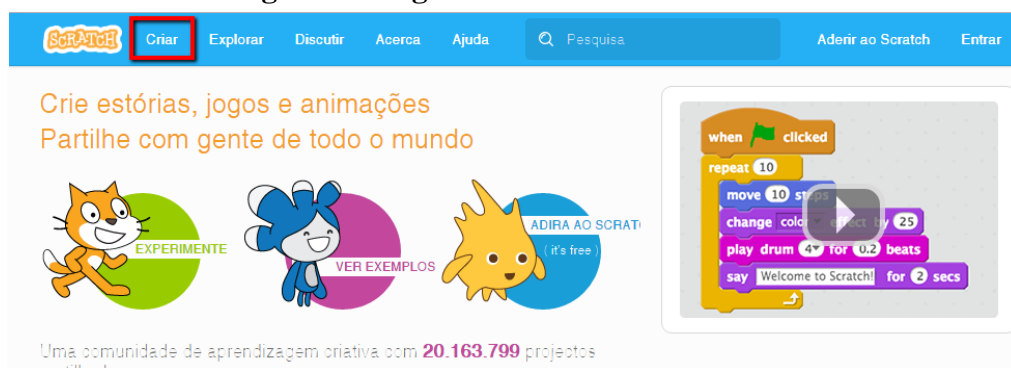 SCRATCH Criar Explorar Discutir Acerca Ajuda Pesquisa Aderir ao Scratch Entrar
Crie estórias, jogos e animações
Partilhe com gente de todo o mundo
EXPERIMENTE
VER EXEMPLOS
ADIRA AO SCRAT
( it's free )
when clicked
repeat 10
move 10 steps
change color effect by 25
play drum 4 for 0.2 beats
say Welcome to Scratch! for 2 secs
Uma comunidade de aprendizagem criativa com 20.163.799 projectos